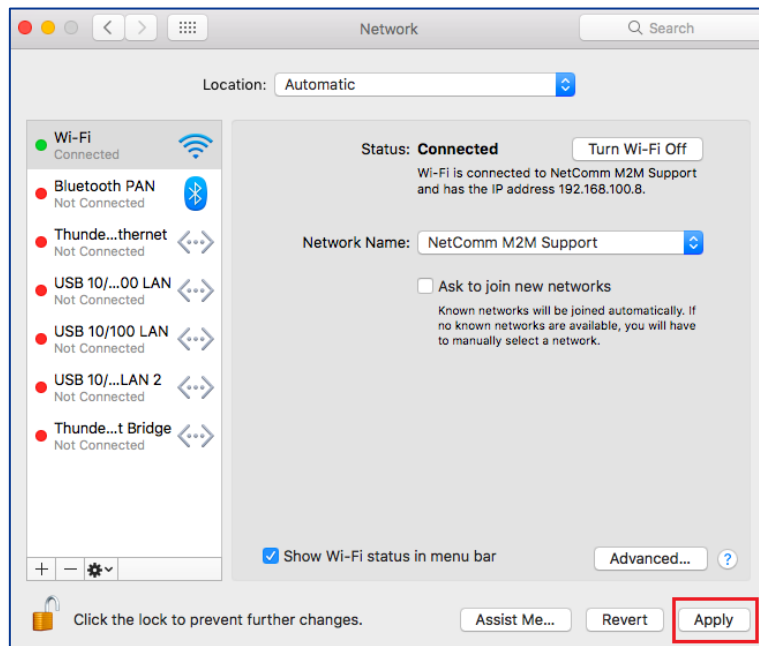 Network
Search
Location: Automatic
Wi-Fi
Connected
Bluetooth PAN
Not Connected
Thunde...thernet
Not Connected
USB 10/...00 LAN
Not Connected
USB 10/100 LAN
Not Connected
USB 10/...LAN 2
Not Connected
Thunde...t Bridge
Not Connected
Status: Connected
Turn Wi-Fi Off
Wi-Fi is connected to NetComm M2M Support
and has the IP address 192.168.100.8.
Network Name: NetComm M2M Support
Ask to join new networks
Known networks will be joined automatically. If
no known networks are available, you will have
to manually select a network.
Show Wi-Fi status in menu bar
Advanced...
?
Click the lock to prevent further changes.
Assist Me...
Revert
Apply